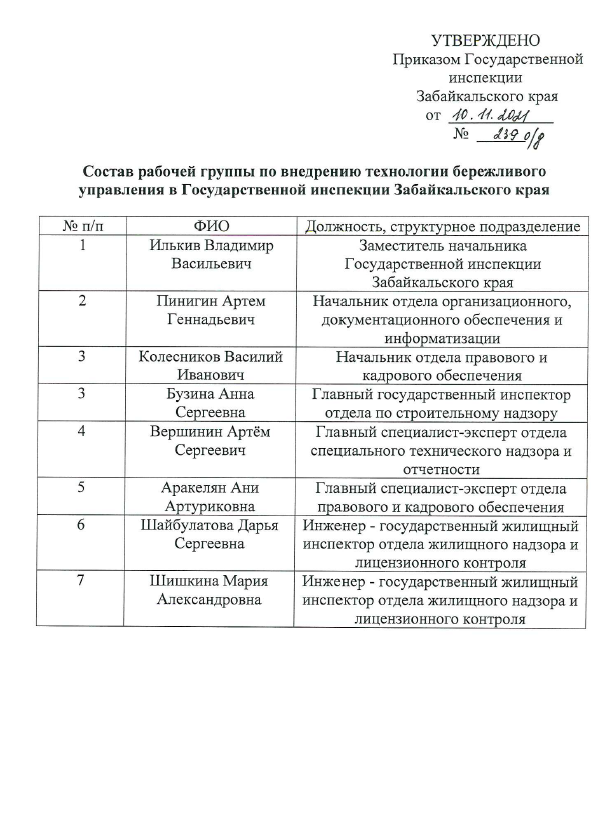 УТВЕРЖДЕНО
Приказом Государственной
инспекции
Забайкальского края
от 10.11.2021
№ 239 о/д
Состав рабочей группы по внедрению технологии бережливого
управления в Государственной инспекции Забайкальского края
№ п/п ФИО Должность, структурное подразделение
1 Илькив Владимир Заместитель начальника
Васильевич Государственной инспекции
Забайкальского края
2 Пинигин Артем Начальник отдела организационного,
Геннадьевич документационного обеспечения и
информатизации
3 Колесников Василий Начальник отдела правового и
Иванович кадрового обеспечения
3 Бузина Анна Главный государственный инспектор
Сергеевна отдела по строительному надзору
4 Вершинин Артём Главный специалист-эксперт отдела
Сергеевич специального технического надзора и
отчетности
5 Аракелян Ани Главный специалист-эксперт отдела
Артуриковна правового и кадрового обеспечения
6 Шайбулатова Дарья Инженер - государственный жилищный
Сергеевна инспектор отдела жилищного надзора и
лицензионного контроля
7 Шишкина Мария Инженер - государственный жилищный
Александровна инспектор отдела жилищного надзора и
лицензионного контроля